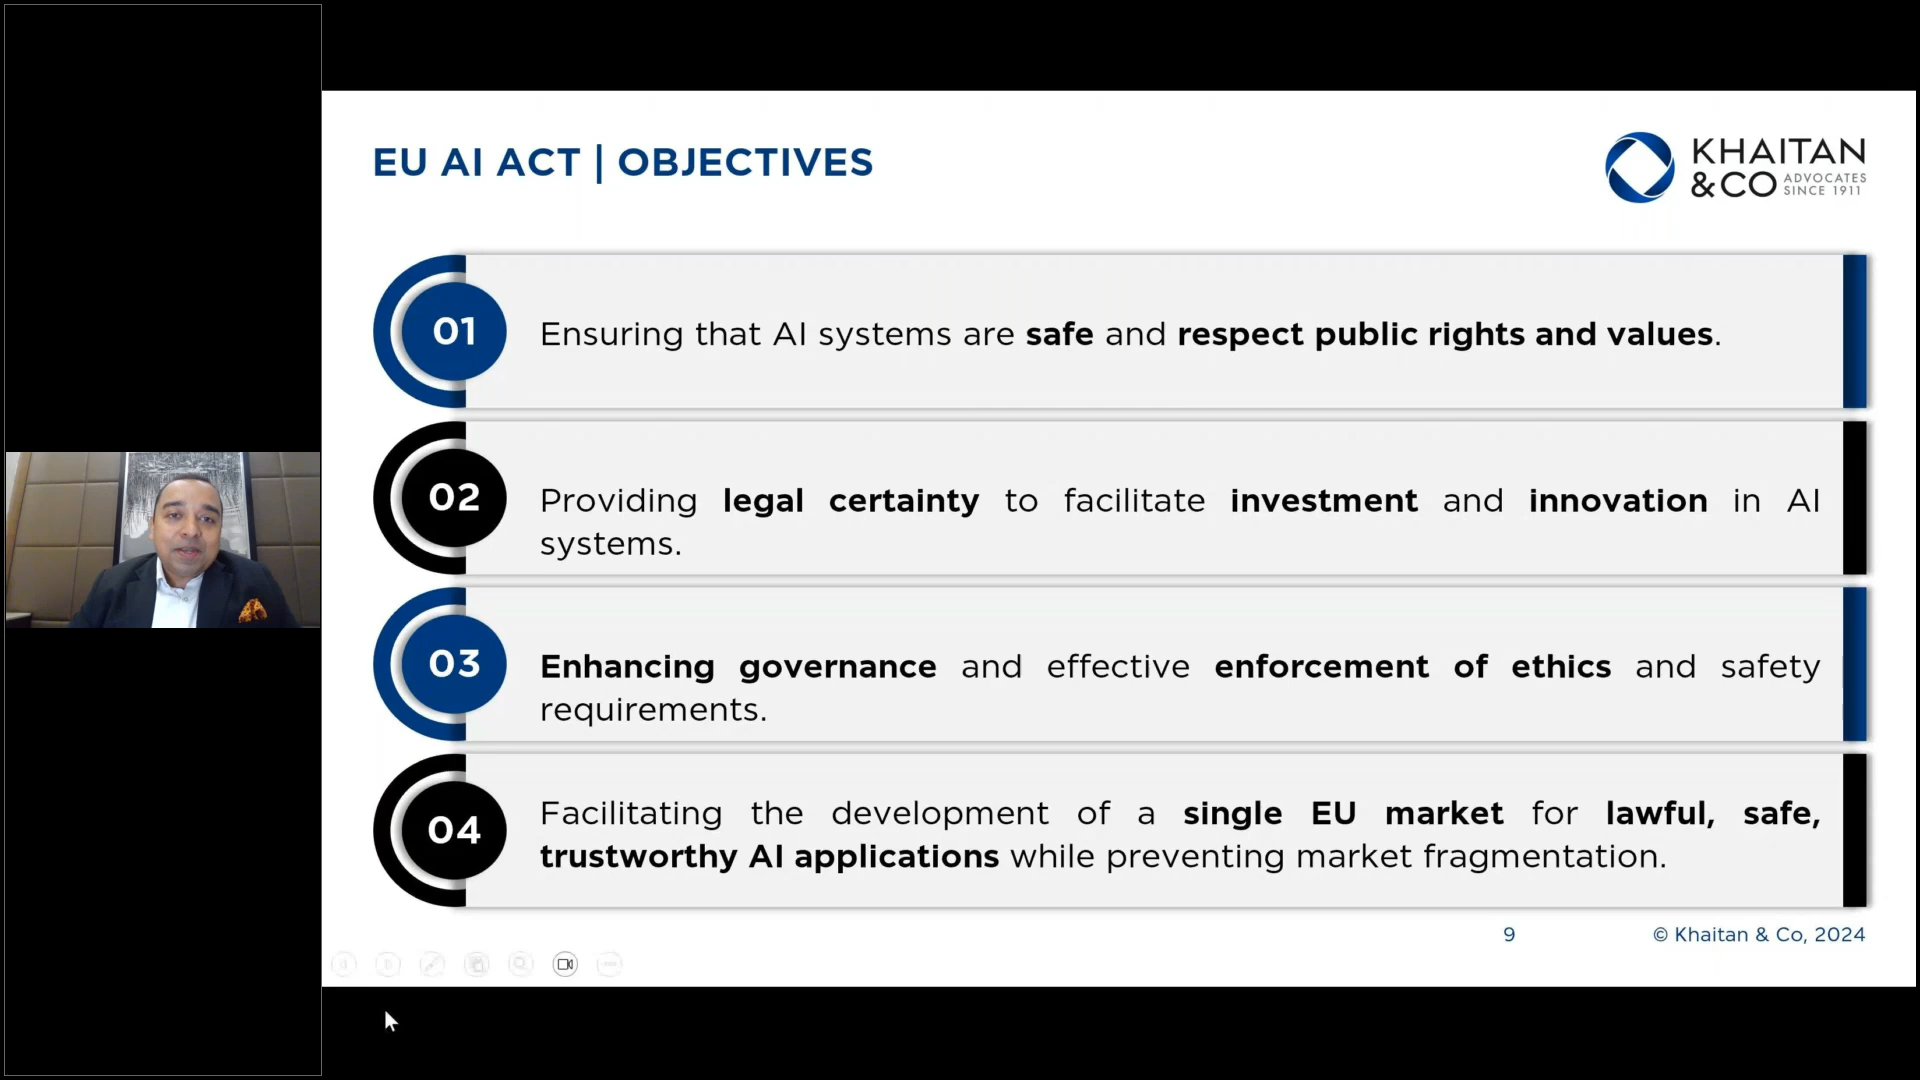 EU AI ACT | OBJECTIVES
KHAITAN
&CO ADVOCATES
SINCE 1911
01
Ensuring that AI systems are safe and respect public rights and values.
02
Providing legal certainty to facilitate investment and innovation in AI
systems.
03
Enhancing governance and effective enforcement of ethics and safety
requirements.
04
Facilitating the development of a single EU market for lawful, safe,
trustworthy AI applications while preventing market fragmentation.
9
© Khaitan & Co, 2024